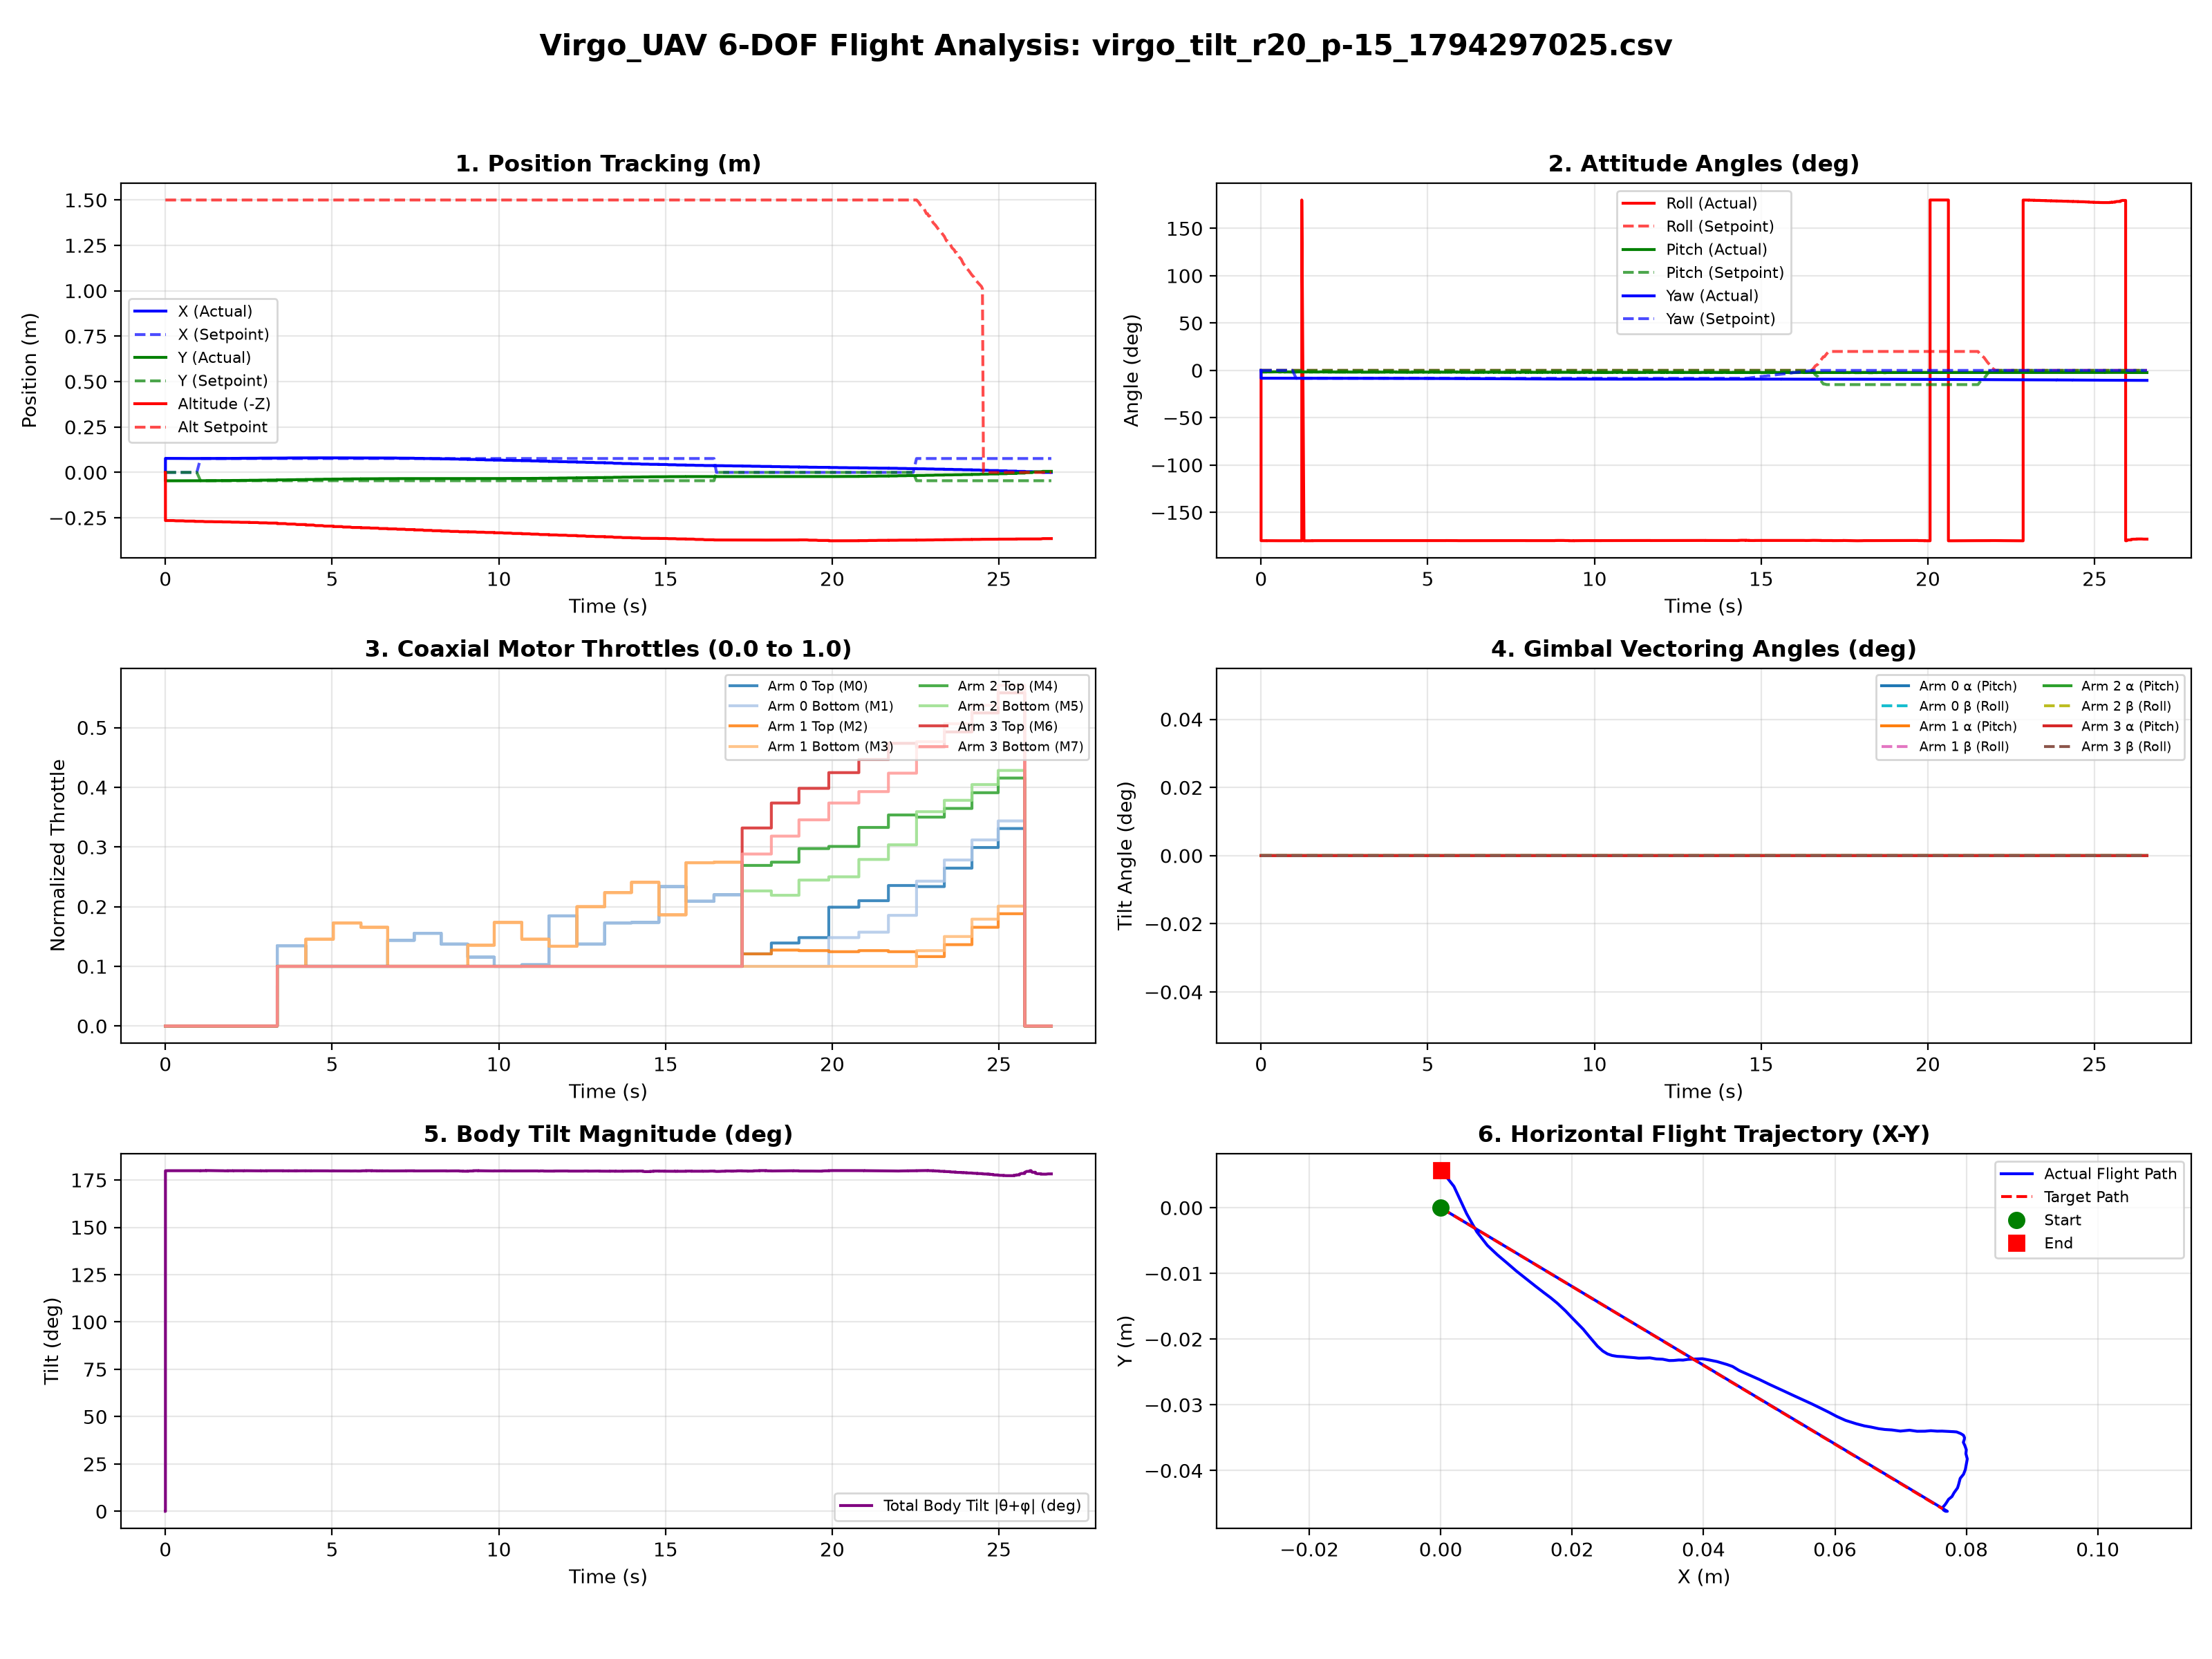 Virgo_UAV 6-DOF Flight Analysis: virgo_tilt_r20_p-15_1794297025.csv
1. Position Tracking (m)
Position (m)
1.50
1.25
1.00
0.75
0.50
0.25
0.00
−0.25
X (Actual)
X (Setpoint)
Y (Actual)
Y (Setpoint)
Altitude (-Z)
Alt Setpoint
0 5 10 15 20 25
Time (s)
2. Attitude Angles (deg)
Angle (deg)
150
100
50
0
−50
−100
−150
Roll (Actual)
Roll (Setpoint)
Pitch (Actual)
Pitch (Setpoint)
Yaw (Actual)
Yaw (Setpoint)
0 5 10 15 20 25
Time (s)
3. Coaxial Motor Throttles (0.0 to 1.0)
Normalized Throttle
0.5
0.4
0.3
0.2
0.1
0.0
Arm 0 Top (M0) Arm 2 Top (M4)
Arm 0 Bottom (M1) Arm 2 Bottom (M5)
Arm 1 Top (M2) Arm 3 Top (M6)
Arm 1 Bottom (M3) Arm 3 Bottom (M7)
0 5 10 15 20 25
Time (s)
4. Gimbal Vectoring Angles (deg)
Tilt Angle (deg)
0.04
0.02
0.00
−0.02
−0.04
Arm 0 α (Pitch) Arm 2 α (Pitch)
Arm 0 β (Roll) Arm 2 β (Roll)
Arm 1 α (Pitch) Arm 3 α (Pitch)
Arm 1 β (Roll) Arm 3 β (Roll)
0 5 10 15 20 25
Time (s)
5. Body Tilt Magnitude (deg)
Tilt (deg)
175
150
125
100
75
50
25
0
Total Body Tilt |θ+φ| (deg)
0 5 10 15 20 25
Time (s)
6. Horizontal Flight Trajectory (X-Y)
Y (m)
0.00
−0.01
−0.02
−0.03
−0.04
Actual Flight Path
Target Path
Start
End
−0.02 0.00 0.02 0.04 0.06 0.08 0.10
X (m)